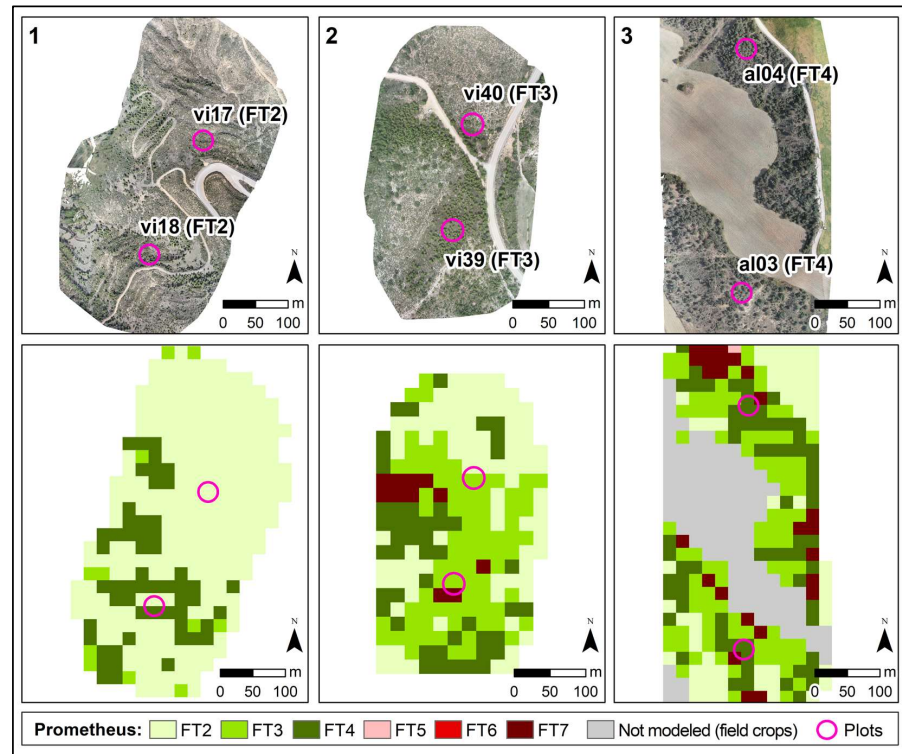 1
vi17 (FT2)
vi18 (FT2)
N
0 50 100 m
2
vi40 (FT3)
vi39 (FT3)
N
0 50 100 m
3
al04 (FT4)
al03 (FT4)
N
0 50 100 m
N
0 50 100 m
N
0 50 100 m
N
0 50 100 m
Prometheus: FT2 FT3 FT4 FT5 FT6 FT7 Not modeled (field crops) Plots